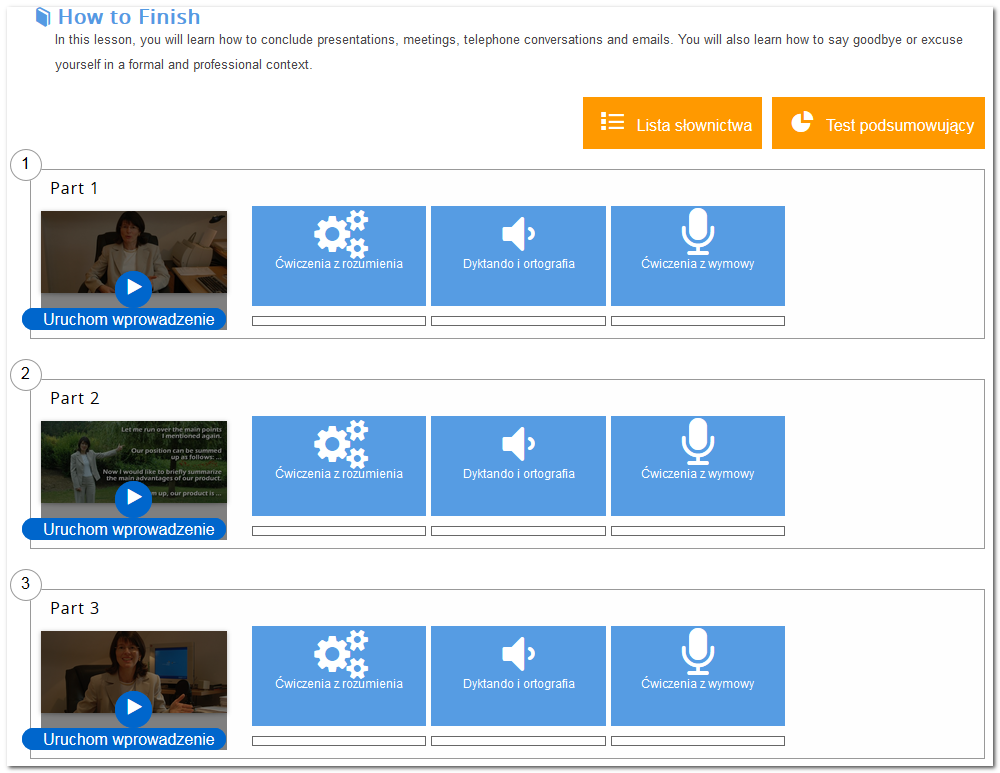 How to Finish
In this lesson, you will learn how to conclude presentations, meetings, telephone conversations and emails. You will also learn how to say goodbye or excuse
yourself in a formal and professional context.
Lista słownictwa
Test podsumowujący
1
Part 1
Uruchom wprowadzenie
Ćwiczenia z rozumienia
Dyktando i ortografia
Ćwiczenia z wymowy
2
Part 2
Let me run over the main points
I mentioned again.
Our position can be summed
up as follows: ...
Now I would like to briefly summarize
the main advantages of our product.
m up, our product is ...
Uruchom wprowadzenie
Ćwiczenia z rozumienia
Dyktando i ortografia
Ćwiczenia z wymowy
3
Part 3
Uruchom wprowadzenie
Ćwiczenia z rozumienia
Dyktando i ortografia
Ćwiczenia z wymowy